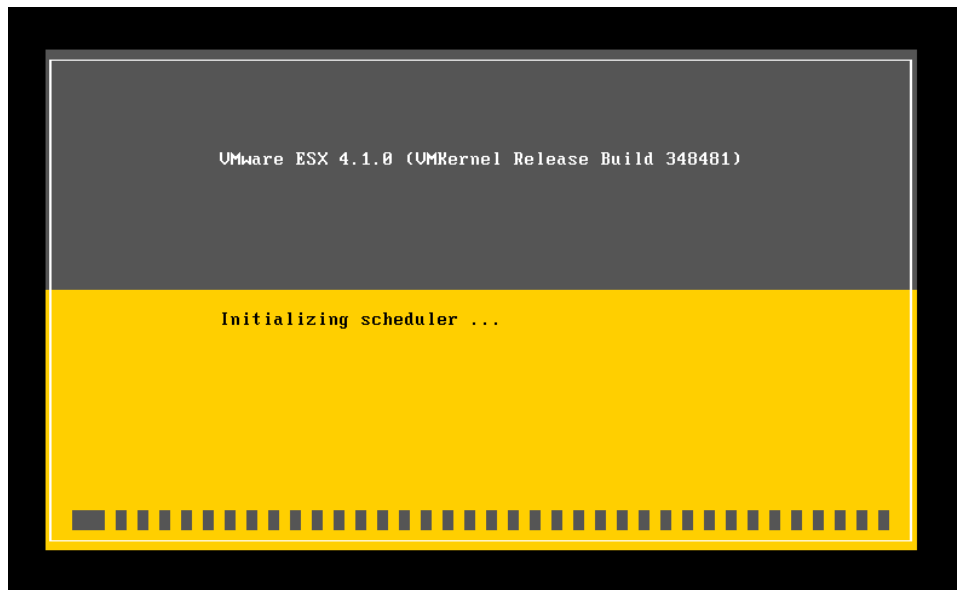 VMware ESX 4.1.0 (VMKernel Release Build 348481)
Initializing scheduler ...